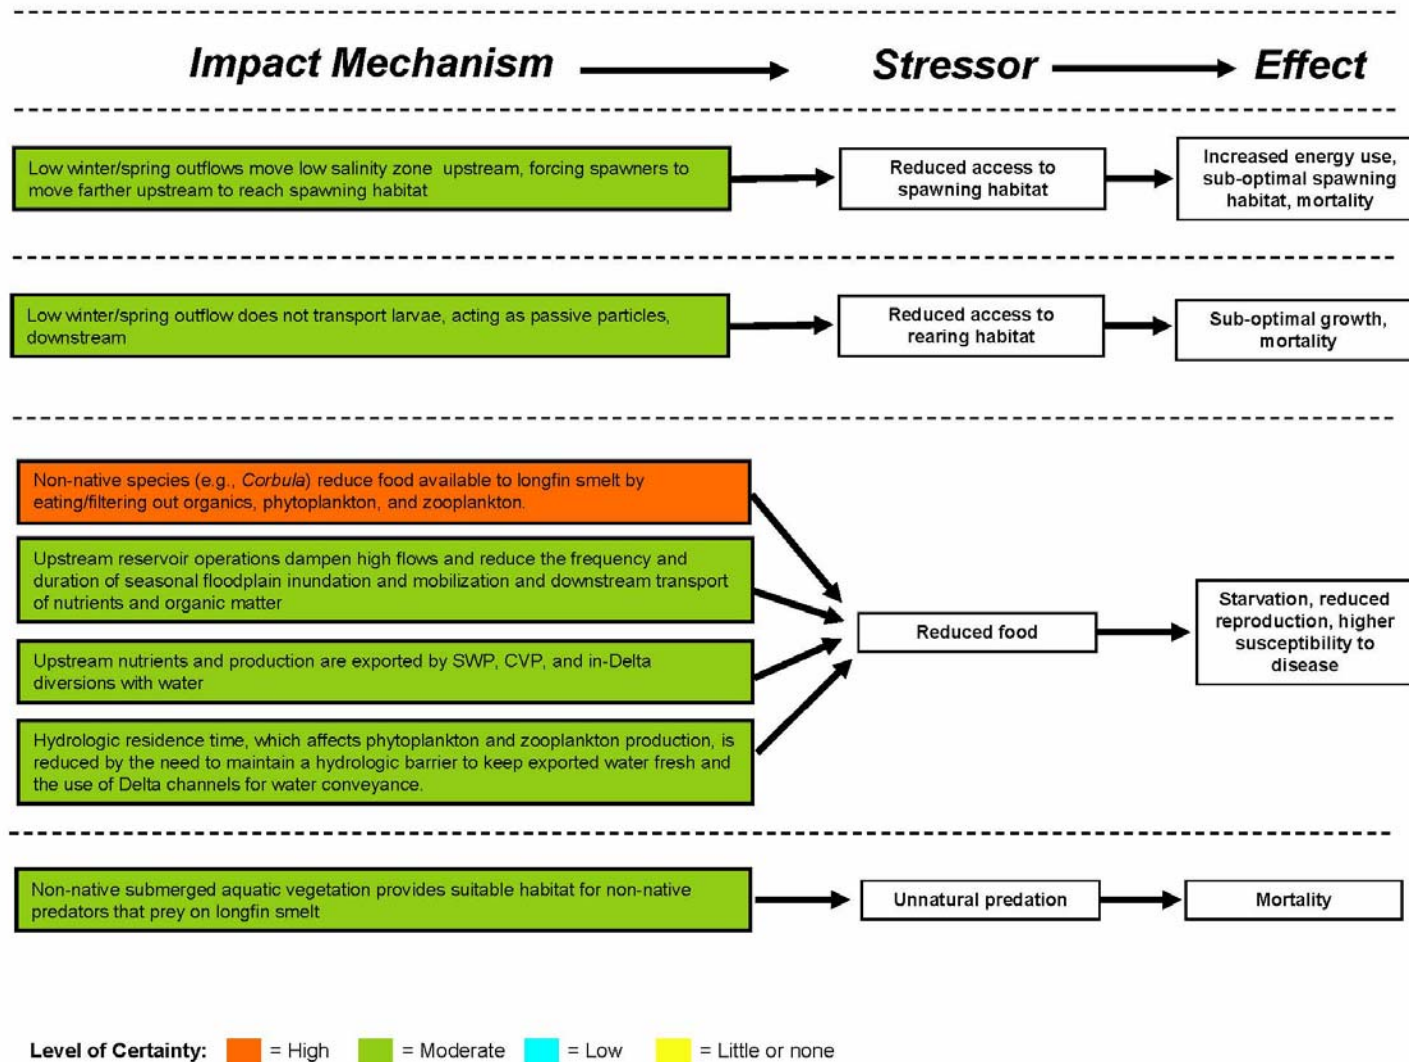 Impact Mechanism Stressor Effect
Low winter/spring outflows move low salinity zone upstream, forcing spawners to
move farther upstream to reach spawning habitat
Reduced access to
spawning habitat
Increased energy use,
sub-optimal spawning
habitat, mortality
Low winter/spring outflow does not transport larvae, acting as passive particles,
downstream
Reduced access to
rearing habitat
Sub-optimal growth,
mortality
Non-native species (e.g., Corbula) reduce food available to longfin smelt by
eating/filtering out organics, phytoplankton, and zooplankton.
Upstream reservoir operations dampen high flows and reduce the frequency and
duration of seasonal floodplain inundation and mobilization and downstream transport
of nutrients and organic matter
Upstream nutrients and production are exported by SWP, CVP, and in-Delta
diversions with water
Hydrologic residence time, which affects phytoplankton and zooplankton production, is
reduced by the need to maintain a hydrologic barrier to keep exported water fresh and
the use of Delta channels for water conveyance.
Reduced food
Starvation, reduced
reproduction, higher
susceptibility to
disease
Non-native submerged aquatic vegetation provides suitable habitat for non-native
predators that prey on longfin smelt
Unnatural predation
Mortality
Level of Certainty: = High = Moderate = Low = Little or none